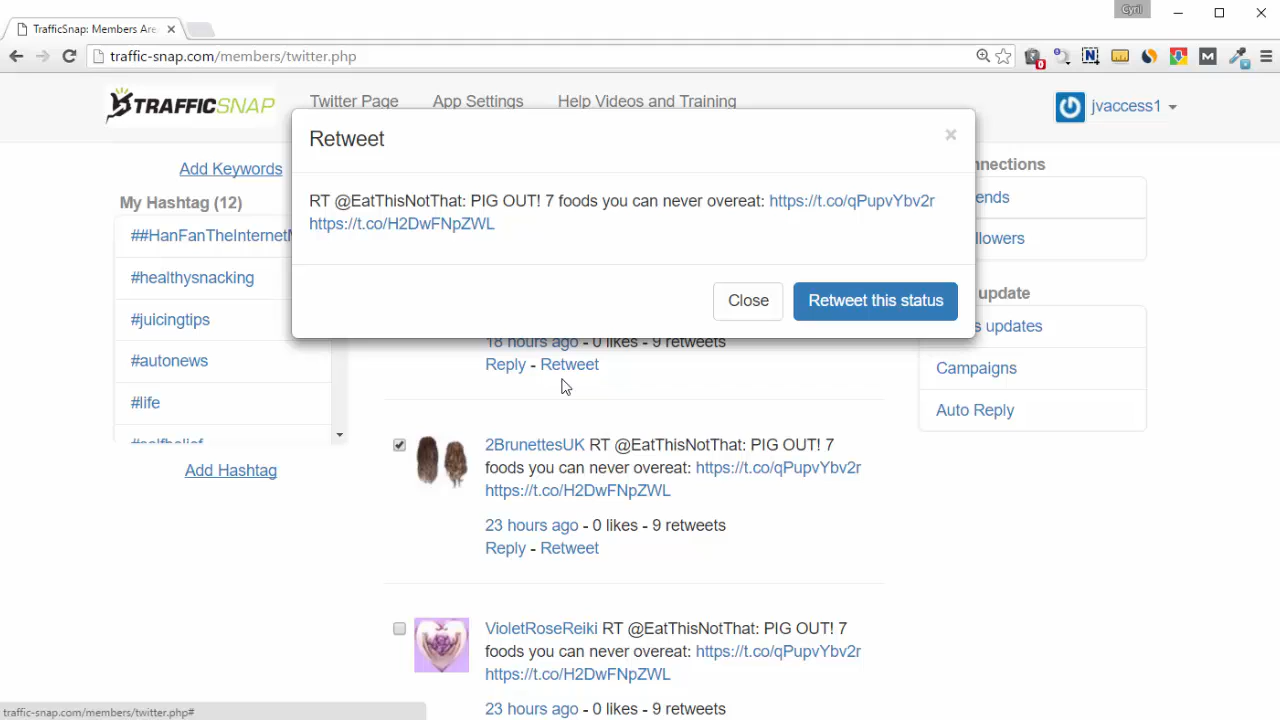 Cyril
TrafficSnap: Members Are
traffic-snap.com/members/twitter.php
TRAFFICSNAP
Twitter Page
App Settings
Help Videos and Training
jvaccess1
Retweet
×
RT @EatThisNotThat: PIG OUT! 7 foods you can never overeat: https://t.co/qPupvYbv2r
https://t.co/H2DwFNpZWL
Close
Retweet this status
Add Keywords
My Hashtag (12)
##HanFanTheInternetM
#healthysnacking
#juicingtips
#autonews
#life
#selfbelief
Add Hashtag
18 hours ago - 0 likes - 9 retweets
Reply - Retweet
2BrunettesUK RT @EatThisNotThat: PIG OUT! 7
foods you can never overeat: https://t.co/qPupvYbv2r
https://t.co/H2DwFNpZWL
23 hours ago - 0 likes - 9 retweets
Reply - Retweet
VioletRoseReiki RT @EatThisNotThat: PIG OUT! 7
foods you can never overeat: https://t.co/qPupvYbv2r
https://t.co/H2DwFNpZWL
23 hours ago - 0 likes - 9 retweets
nnections
ends
llowers
update
s updates
Campaigns
Auto Reply
traffic-snap.com/members/twitter.php#